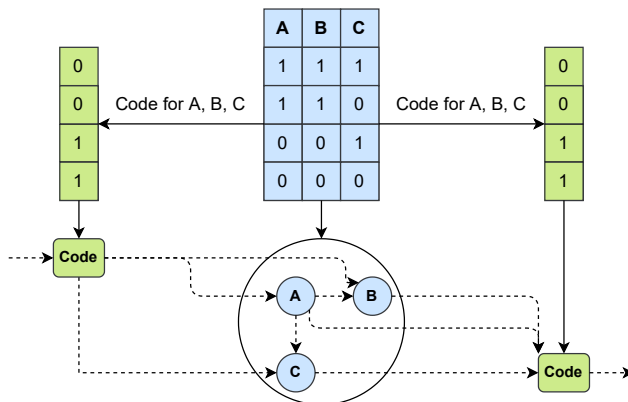 A B C
0 1 1 1 0
0 Code for A, B, C 1 1 0 Code for A, B, C 0
1 0 0 1 1
1 0 0 0 1
Code
A B
C Code